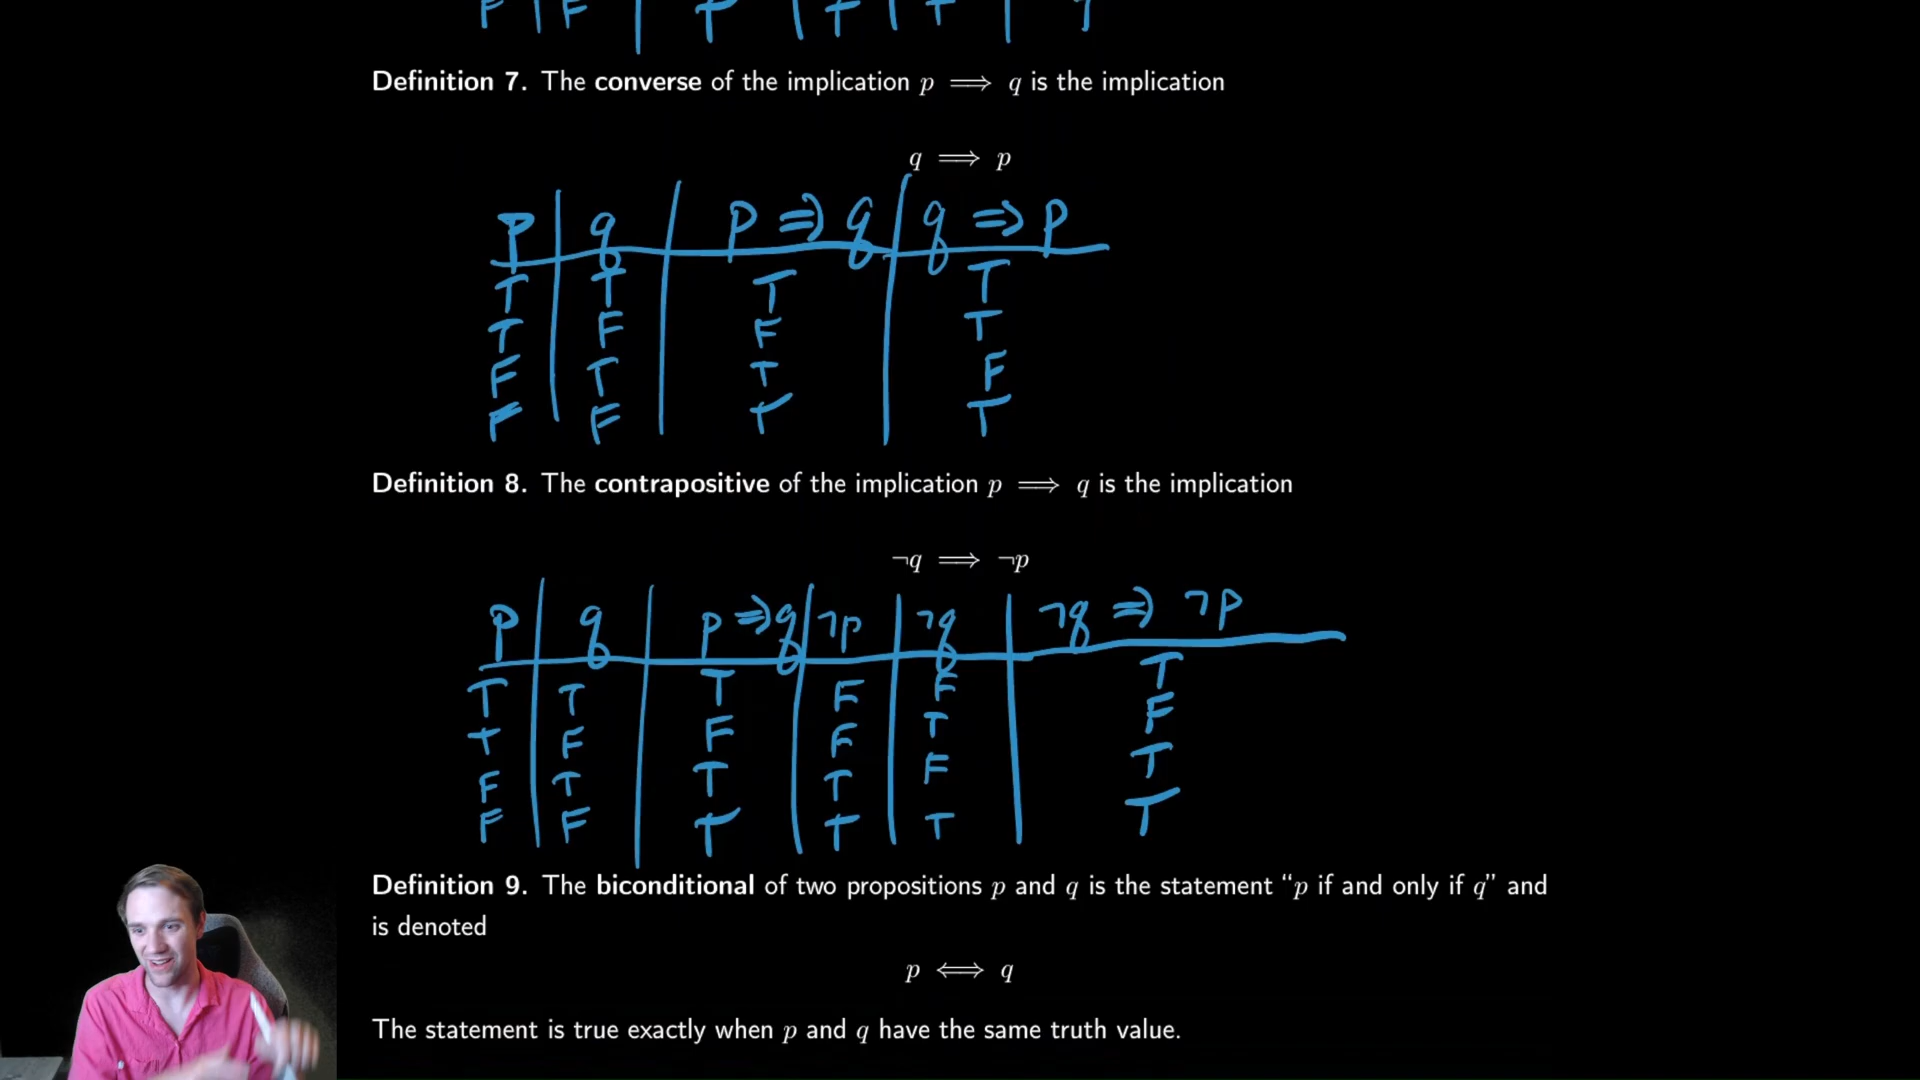 F | F | T | T | T | T
Definition 7. The converse of the implication p ⟹ q is the implication
q ⟹ p
p | q | p ⇒ q | q ⇒ p
T | T | T | T
T | F | F | T
F | T | T | F
F | F | T | T
Definition 8. The contrapositive of the implication p ⟹ q is the implication
¬q ⟹ ¬p
p | q | p ⇒ q | ¬p | ¬q | ¬q ⇒ ¬p
T | T | T | F | F | T
T | F | F | F | T | F
F | T | T | T | F | T
F | F | T | T | T | T
Definition 9. The biconditional of two propositions p and q is the statement “p if and only if q” and
is denoted
p ⟺ q
The statement is true exactly when p and q have the same truth value.